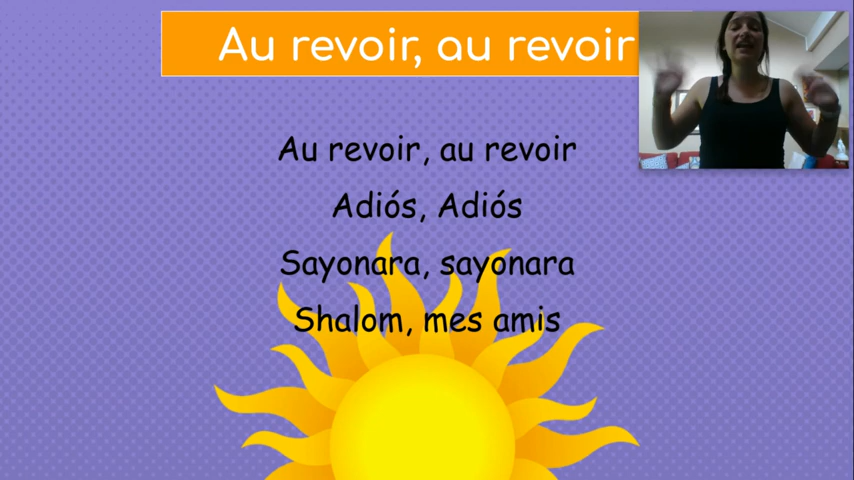 Au revoir, au revoir
Au revoir, au revoir
Adiós, Adiós
Sayonara, sayonara
Shalom, mes amis